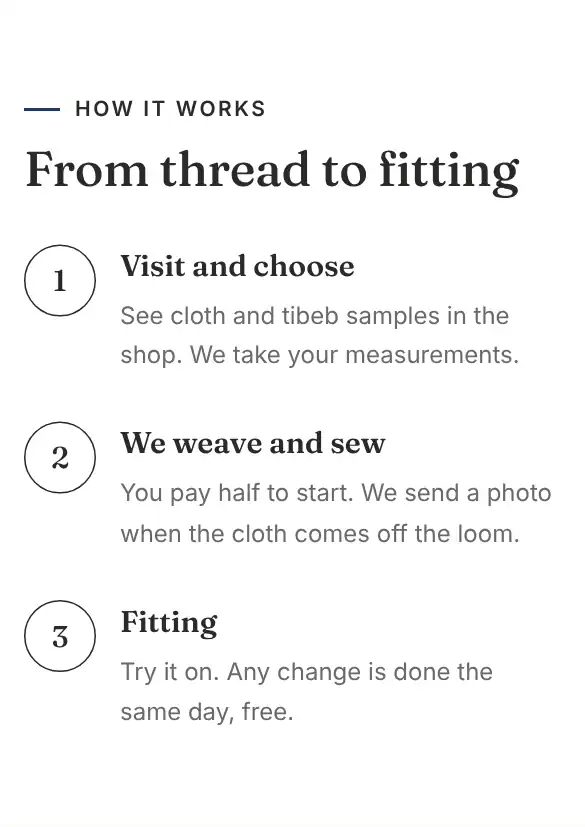 HOW IT WORKS
From thread to fitting
1
Visit and choose
See cloth and tibeb samples in the
shop. We take your measurements.
2
We weave and sew
You pay half to start. We send a photo
when the cloth comes off the loom.
3
Fitting
Try it on. Any change is done the
same day, free.